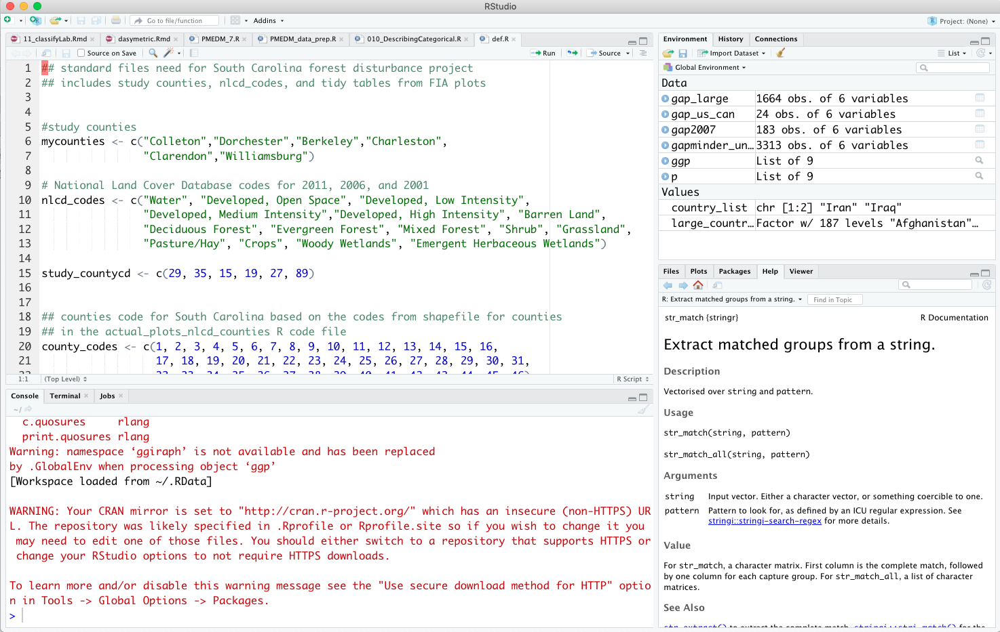 RStudio
Go to file/function
Addins
Project: (None)
11_classifyLab.Rmd
dasymetric.Rmd
PMEDM_7.R
PMEDM_data_prep.R
010_DescribingCategorical.R
def.R
Source on Save
Run
Source
1 ## standard files need for South Carolina forest disturbance project
2 ## includes study counties, nlcd_codes, and tidy tables from FIA plots
3
4
5 #study counties
6 mycounties <- c("Colleton","Dorchester","Berkeley","Charleston",
7 "Clarendon","Williamsburg")
8
9 # National Land Cover Database codes for 2011, 2006, and 2001
10 nlcd_codes <- c("Water", "Developed, Open Space", "Developed, Low Intensity",
11 "Developed, Medium Intensity","Developed, High Intensity", "Barren Land",
12 "Deciduous Forest", "Evergreen Forest", "Mixed Forest", "Shrub", "Grassland",
13 "Pasture/Hay", "Crops", "Woody Wetlands", "Emergent Herbaceous Wetlands")
14
15 study_countycd <- c(29, 35, 15, 19, 27, 89)
16
17
18 ## counties code for South Carolina based on the codes from shapefile for counties
19 ## in the actual_plots_nlcd_counties R code file
20 county_codes <- c(1, 2, 3, 4, 5, 6, 7, 8, 9, 10, 11, 12, 13, 14, 15, 16,
21 17, 18, 19, 20, 21, 22, 23, 24, 25, 26, 27, 28, 29, 30, 31,
1:1 (Top Level) R Script
Console
Terminal
Jobs
~/
c.quosures rlang
print.quosures rlang
Warning: namespace ‘ggiraph’ is not available and has been replaced
by .GlobalEnv when processing object ‘ggp’
[Workspace loaded from ~/.RData]
WARNING: Your CRAN mirror is set to "http://cran.r-project.org/" which has an insecure (non-HTTPS) UR
L. The repository was likely specified in .Rprofile or Rprofile.site so if you wish to change it you
may need to edit one of those files. You should either switch to a repository that supports HTTPS or
change your RStudio options to not require HTTPS downloads.
To learn more and/or disable this warning message see the "Use secure download method for HTTP" optio
n in Tools -> Global Options -> Packages.
>
Environment
History
Connections
Import Dataset
List
Global Environment
Data
gap_large 1664 obs. of 6 variables
gap_us_can 24 obs. of 6 variables
gap2007 183 obs. of 6 variables
gapminder_un… 3313 obs. of 6 variables
ggp List of 9
p List of 9
Values
country_list chr [1:2] "Iran" "Iraq"
large_countr… Factor w/ 187 levels "Afghanistan"…
Files
Plots
Packages
Help
Viewer
R: Extract matched groups from a string.
Find in Topic
str_match {stringr} R Documentation
Extract matched groups from a string.
Description
Vectorised over string and pattern.
Usage
str_match(string, pattern)
str_match_all(string, pattern)
Arguments
string Input vector. Either a character vector, or something coercible to one.
pattern Pattern to look for, as defined by an ICU regular expression. See
stringi::stringi-search-regex for more details.
Value
For str_match, a character matrix. First column is the complete match, followed
by one column for each capture group. For str_match_all, a list of character
matrices.
See Also